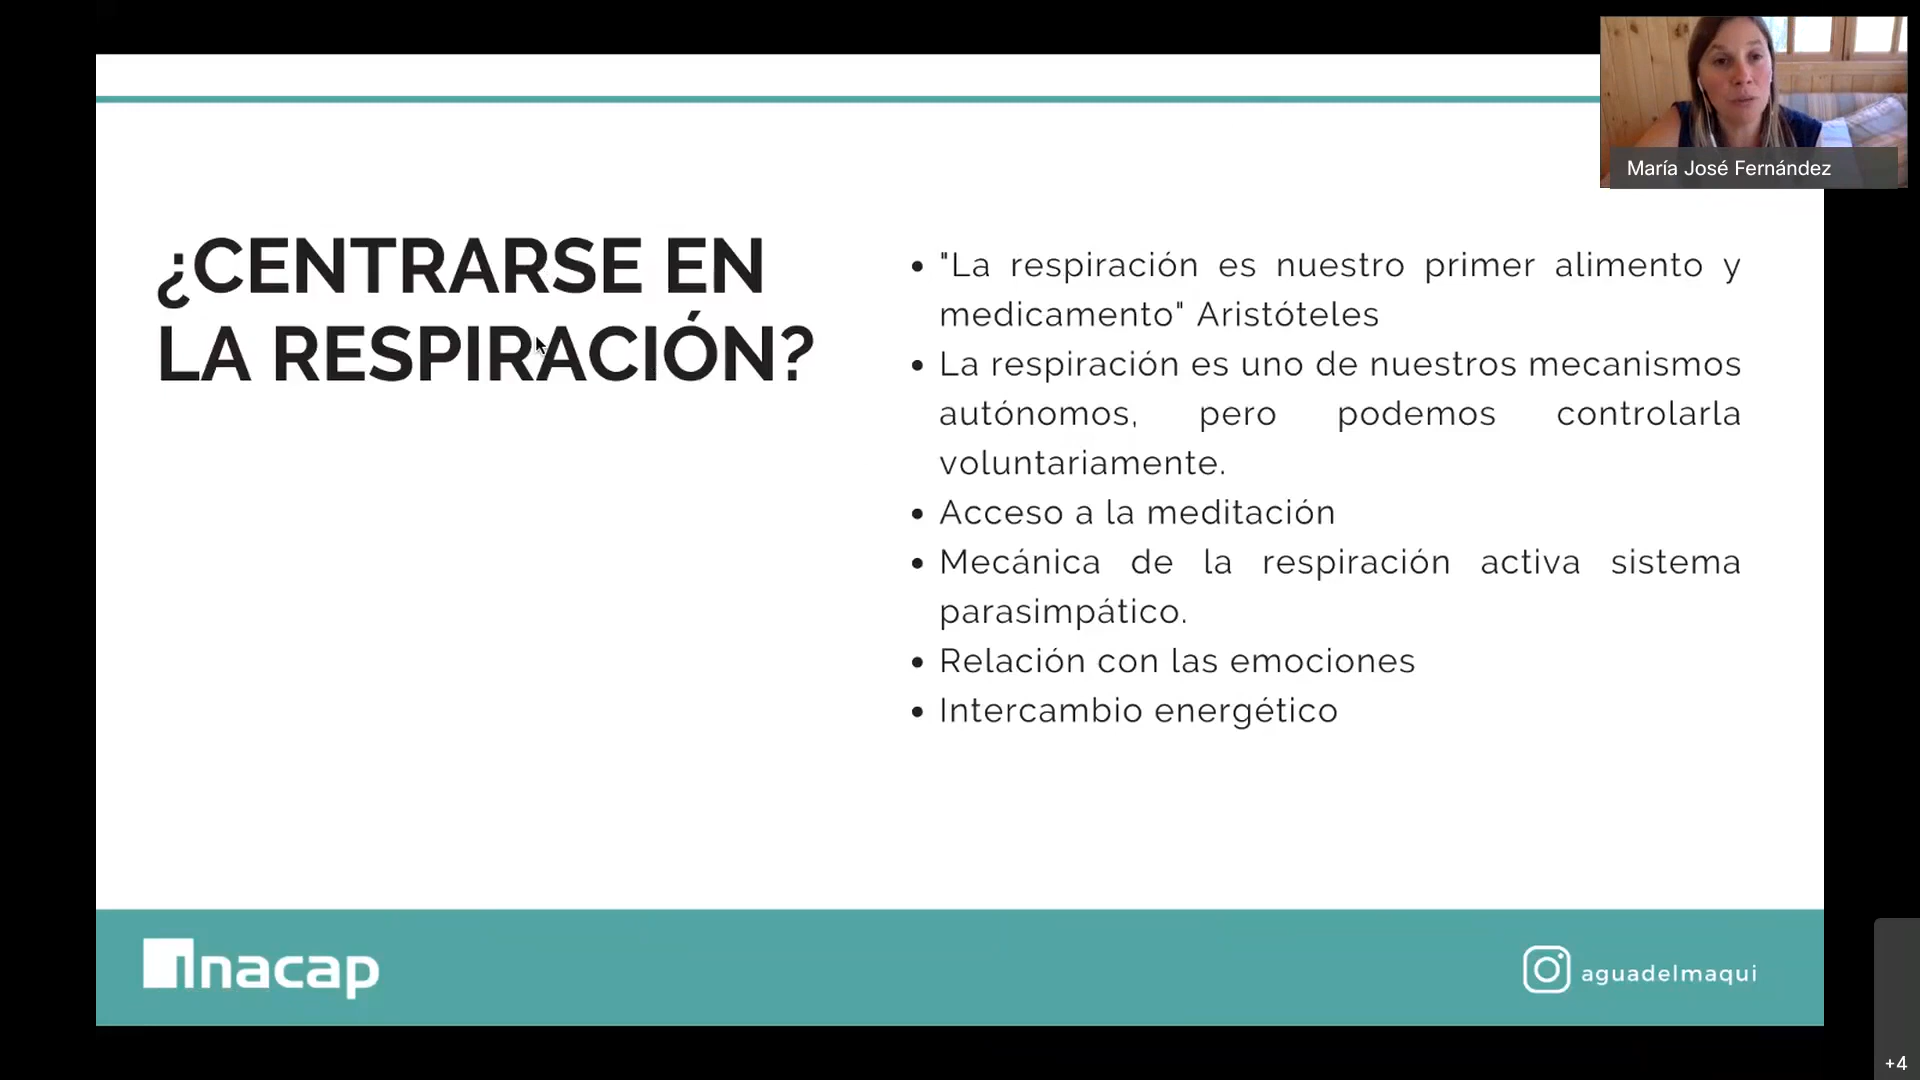 María José Fernández
¿CENTRARSE EN
LA RESPIRACIÓN?
• "La respiración es nuestro primer alimento y
medicamento" Aristóteles
• La respiración es uno de nuestros mecanismos
autónomos, pero podemos controlarla
voluntariamente.
• Acceso a la meditación
• Mecánica de la respiración activa sistema
parasimpático.
• Relación con las emociones
• Intercambio energético
inacap
aguadelmaqui
+4